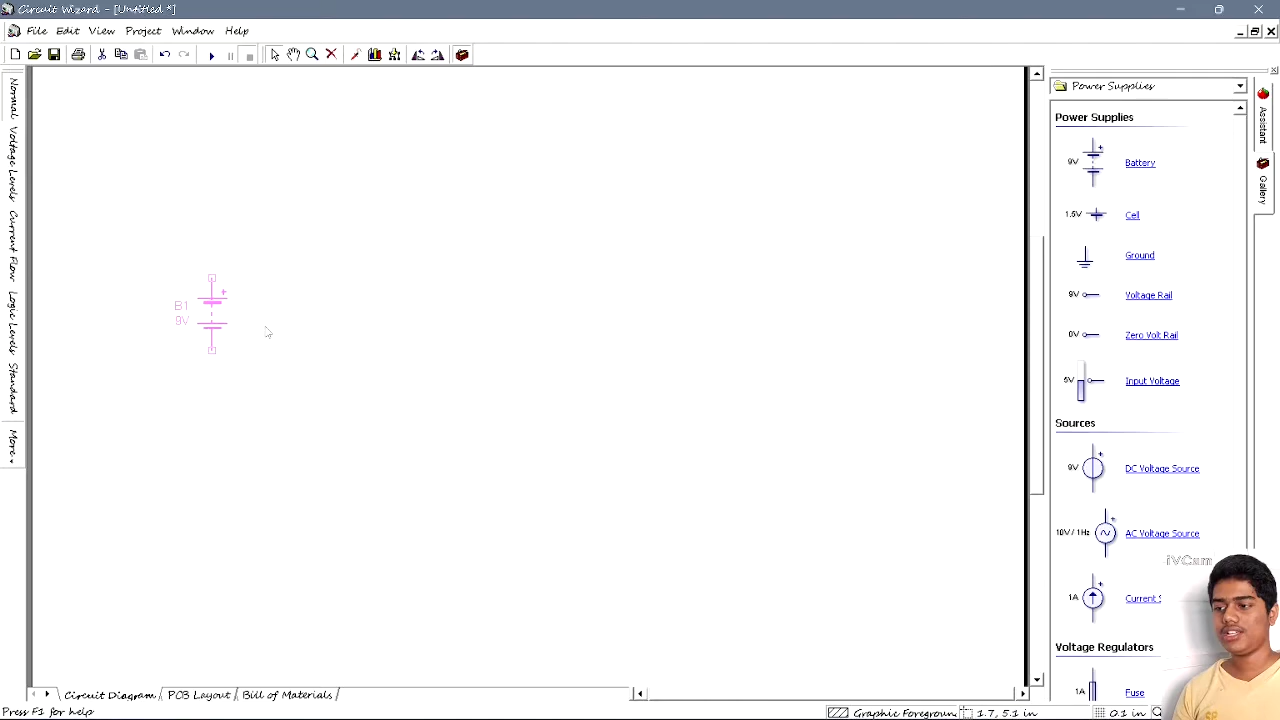 Circuit Wizard - [Untitled *]
File Edit View Project Window Help
Normal
Voltage Levels
Current Flow
Logic Levels
Standard
More
B1
9V
Power Supplies
Power Supplies
9V Battery
1.5V Cell
Ground
9V Voltage Rail
0V Zero Volt Rail
5V Input Voltage
Sources
9V DC Voltage Source
10V / 1Hz AC Voltage Source
iVCam
1A Current S
Voltage Regulators
1A Fuse
Assistant
Gallery
Circuit Diagram PCB Layout Bill of Materials
Press F1 for help
Graphic Foregroun 1.7, 5.1 in 0.1 in